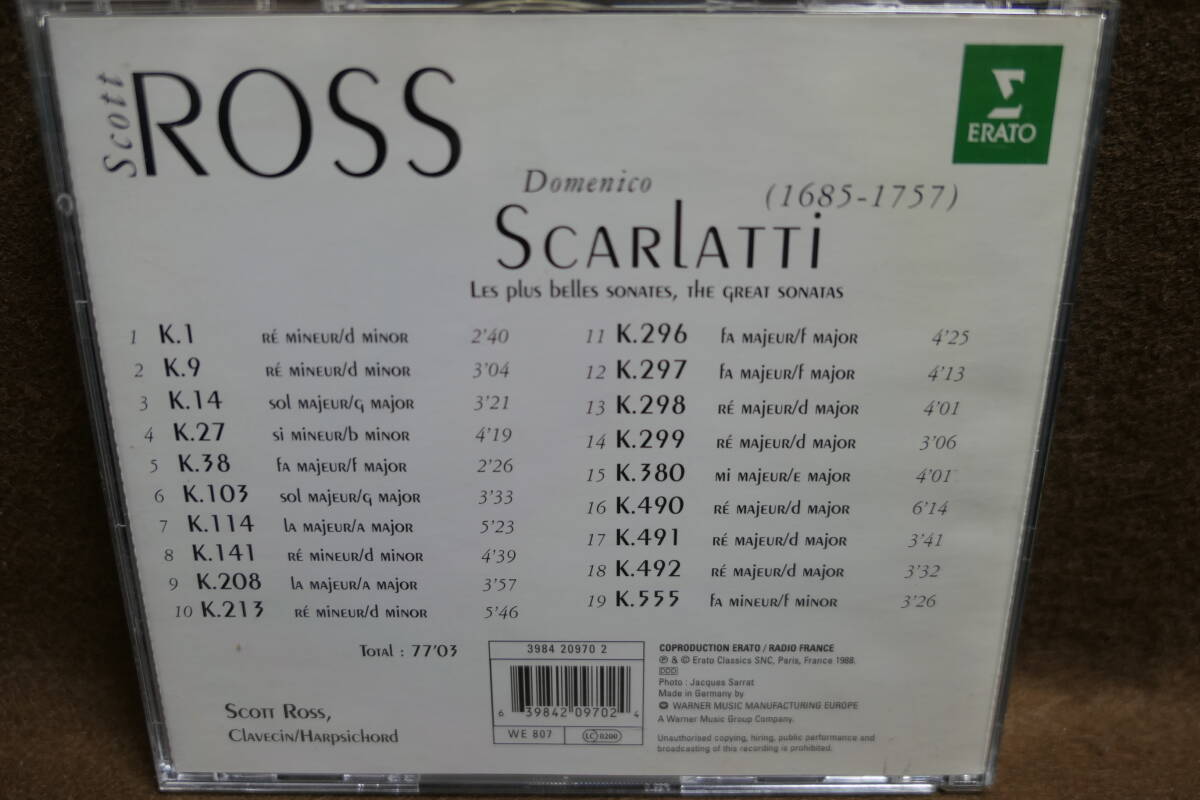 Scott ROSS
ERATO
Domenico
(1685-1757)
SCARLATTi
Les plus belles sonates, the great sonatas
1 K.1 RÉ MINEUR/d MINOR 2'40
2 K.9 RÉ MINEUR/d MINOR 3'04
3 K.14 sol MAJEUR/G MAJOR 3'21
4 K.27 si MINEUR/b MINOR 4'19
5 K.38 fa MAJEUR/f MAJOR 2'26
6 K.103 sol MAJEUR/G MAJOR 3'33
7 K.114 la MAJEUR/A MAJOR 5'23
8 K.141 RÉ MINEUR/d MINOR 4'39
9 K.208 la MAJEUR/A MAJOR 3'57
10 K.213 RÉ MINEUR/d MINOR 5'46
11 K.296 fa MAJEUR/f MAJOR 4'25
12 K.297 fa MAJEUR/f MAJOR 4'13
13 K.298 RÉ MAJEUR/d MAJOR 4'01
14 K.299 RÉ MAJEUR/d MAJOR 3'06
15 K.380 MI MAJEUR/E MAJOR 4'01
16 K.490 RÉ MAJEUR/d MAJOR 6'14
17 K.491 RÉ MAJEUR/d MAJOR 3'41
18 K.492 RÉ MAJEUR/d MAJOR 3'32
19 K.555 fa MINEUR/f MINOR 3'26
Total : 77'03
Scott Ross,
Clavecin/Harpsichord
3984 20970 2
6 39842 09702 4
WE 807 LC 0200
COPRODUCTION ERATO / RADIO FRANCE
℗ & © Erato Classics SNC, Paris, France 1988.
DDD
Photo : Jacques Sarrat
Made in Germany by
WARNER MUSIC MANUFACTURING EUROPE
A Warner Music Group Company.
Unauthorised copying, hiring, public performance and
broadcasting of this recording is prohibited.